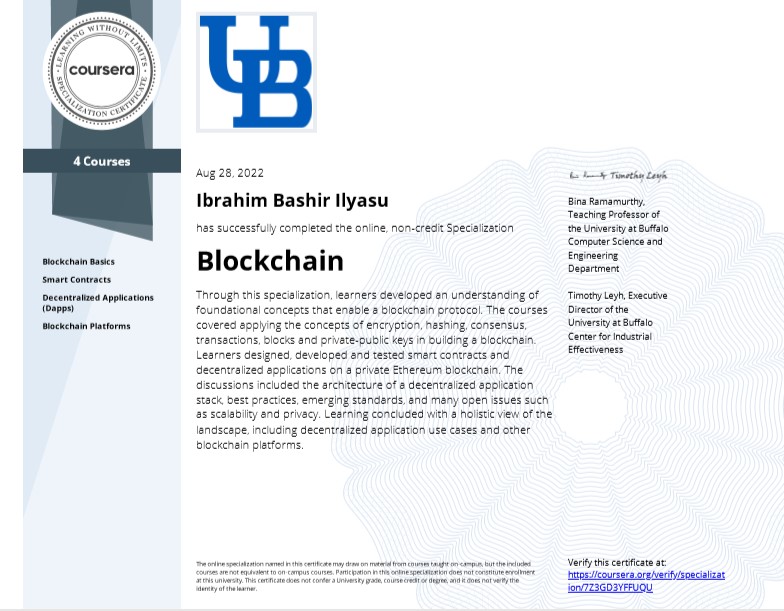 LEARNING WITHOUT LIMITS
coursera
SPECIALIZATION CERTIFICATE
4 Courses
Blockchain Basics
Smart Contracts
Decentralized Applications
(Dapps)
Blockchain Platforms
UB
Aug 28, 2022
Ibrahim Bashir Ilyasu
has successfully completed the online, non-credit Specialization
Blockchain
Through this specialization, learners developed an understanding of
foundational concepts that enable a blockchain protocol. The courses
covered applying the concepts of encryption, hashing, consensus,
transactions, blocks and private-public keys in building a blockchain.
Learners designed, developed and tested smart contracts and
decentralized applications on a private Ethereum blockchain. The
discussions included the architecture of a decentralized application
stack, best practices, emerging standards, and many open issues such
as scalability and privacy. Learning concluded with a holistic view of the
landscape, including decentralized application use cases and other
blockchain platforms.
Timothy Leyh
Bina Ramamurthy,
Teaching Professor of
the University at Buffalo
Computer Science and
Engineering
Department
Timothy Leyh, Executive
Director of the
University at Buffalo
Center for Industrial
Effectiveness
The online specialization named in this certificate may draw on material from courses taught on-campus, but the included
courses are not equivalent to on-campus courses. Participation in this online specialization does not constitute enrollment
at this university. This certificate does not confer a University grade, course credit or degree, and it does not verify the
identity of the learner.
Verify this certificate at:
https://coursera.org/verify/specializat
ion/7Z3GD3YFFUQU